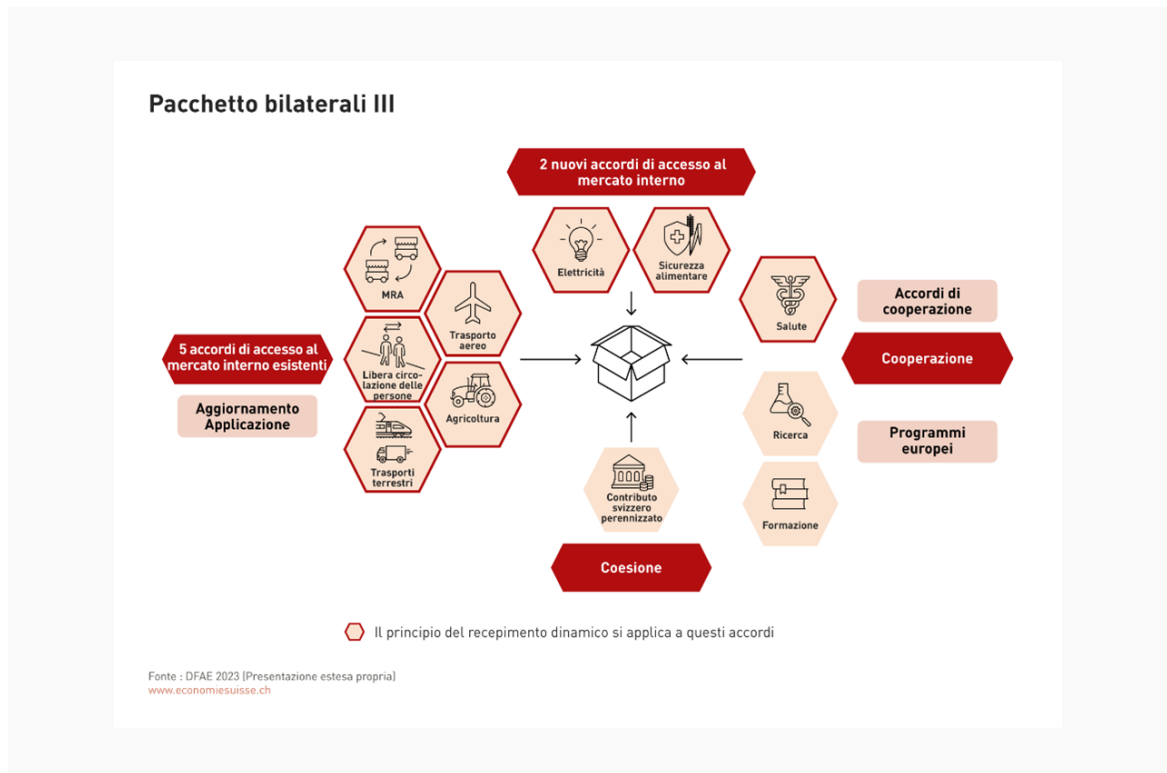 Pacchetto bilaterali III
2 nuovi accordi di accesso al
mercato interno
Elettricità
Sicurezza
alimentare
MRA
Trasporto
aereo
Salute
Accordi di
cooperazione
5 accordi di accesso al
mercato interno esistenti
Libera circo-
lazione delle
persone
Cooperazione
Aggiornamento
Applicazione
Agricoltura
Ricerca
Programmi
europei
Trasporti
terrestri
Contributo
svizzero
perennizzato
Formazione
Coesione
Il principio del recepimento dinamico si applica a questi accordi
Fonte : DFAE 2023 (Presentazione estesa propria)
www.economiesuisse.ch